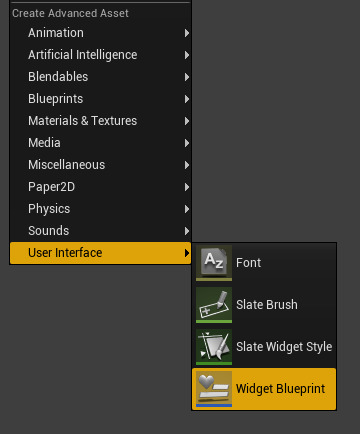 Create Advanced Asset
Animation
Artificial Intelligence
Blendables
Blueprints
Materials & Textures
Media
Miscellaneous
Paper2D
Physics
Sounds
User Interface
Font
Slate Brush
Slate Widget Style
Widget Blueprint